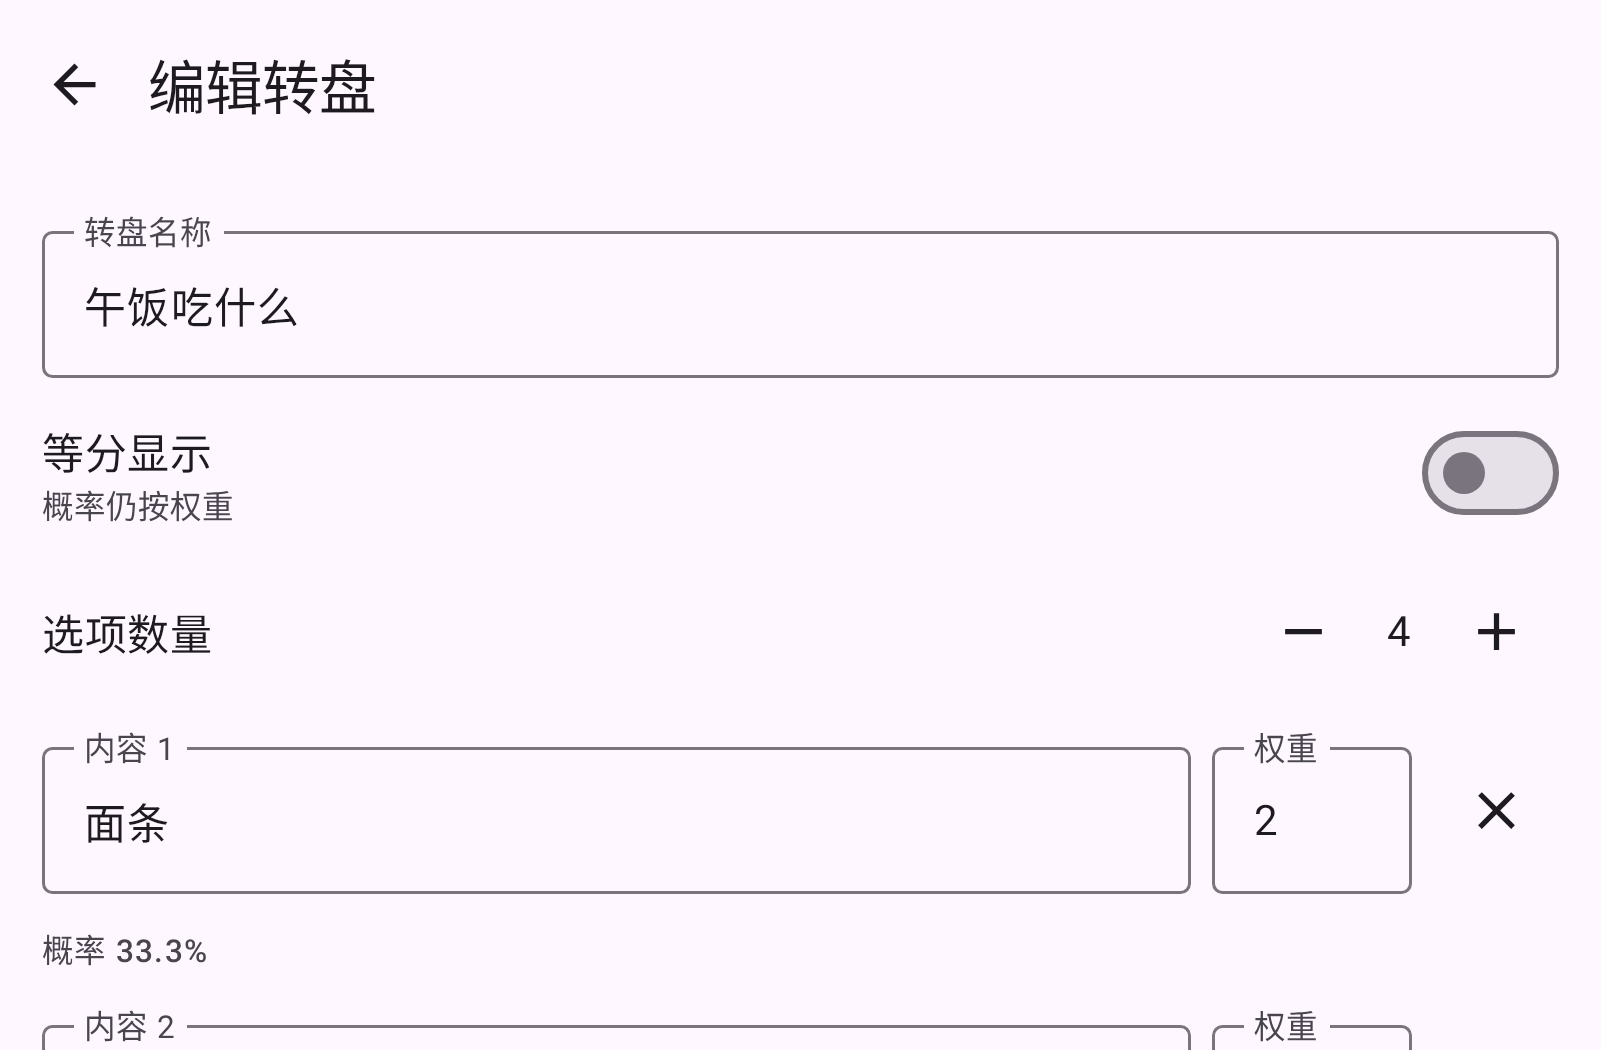 编辑转盘
转盘名称
午饭吃什么
等分显示
概率仍按权重
选项数量
4
内容 1
权重
面条
2
概率 33.3%
内容 2
权重